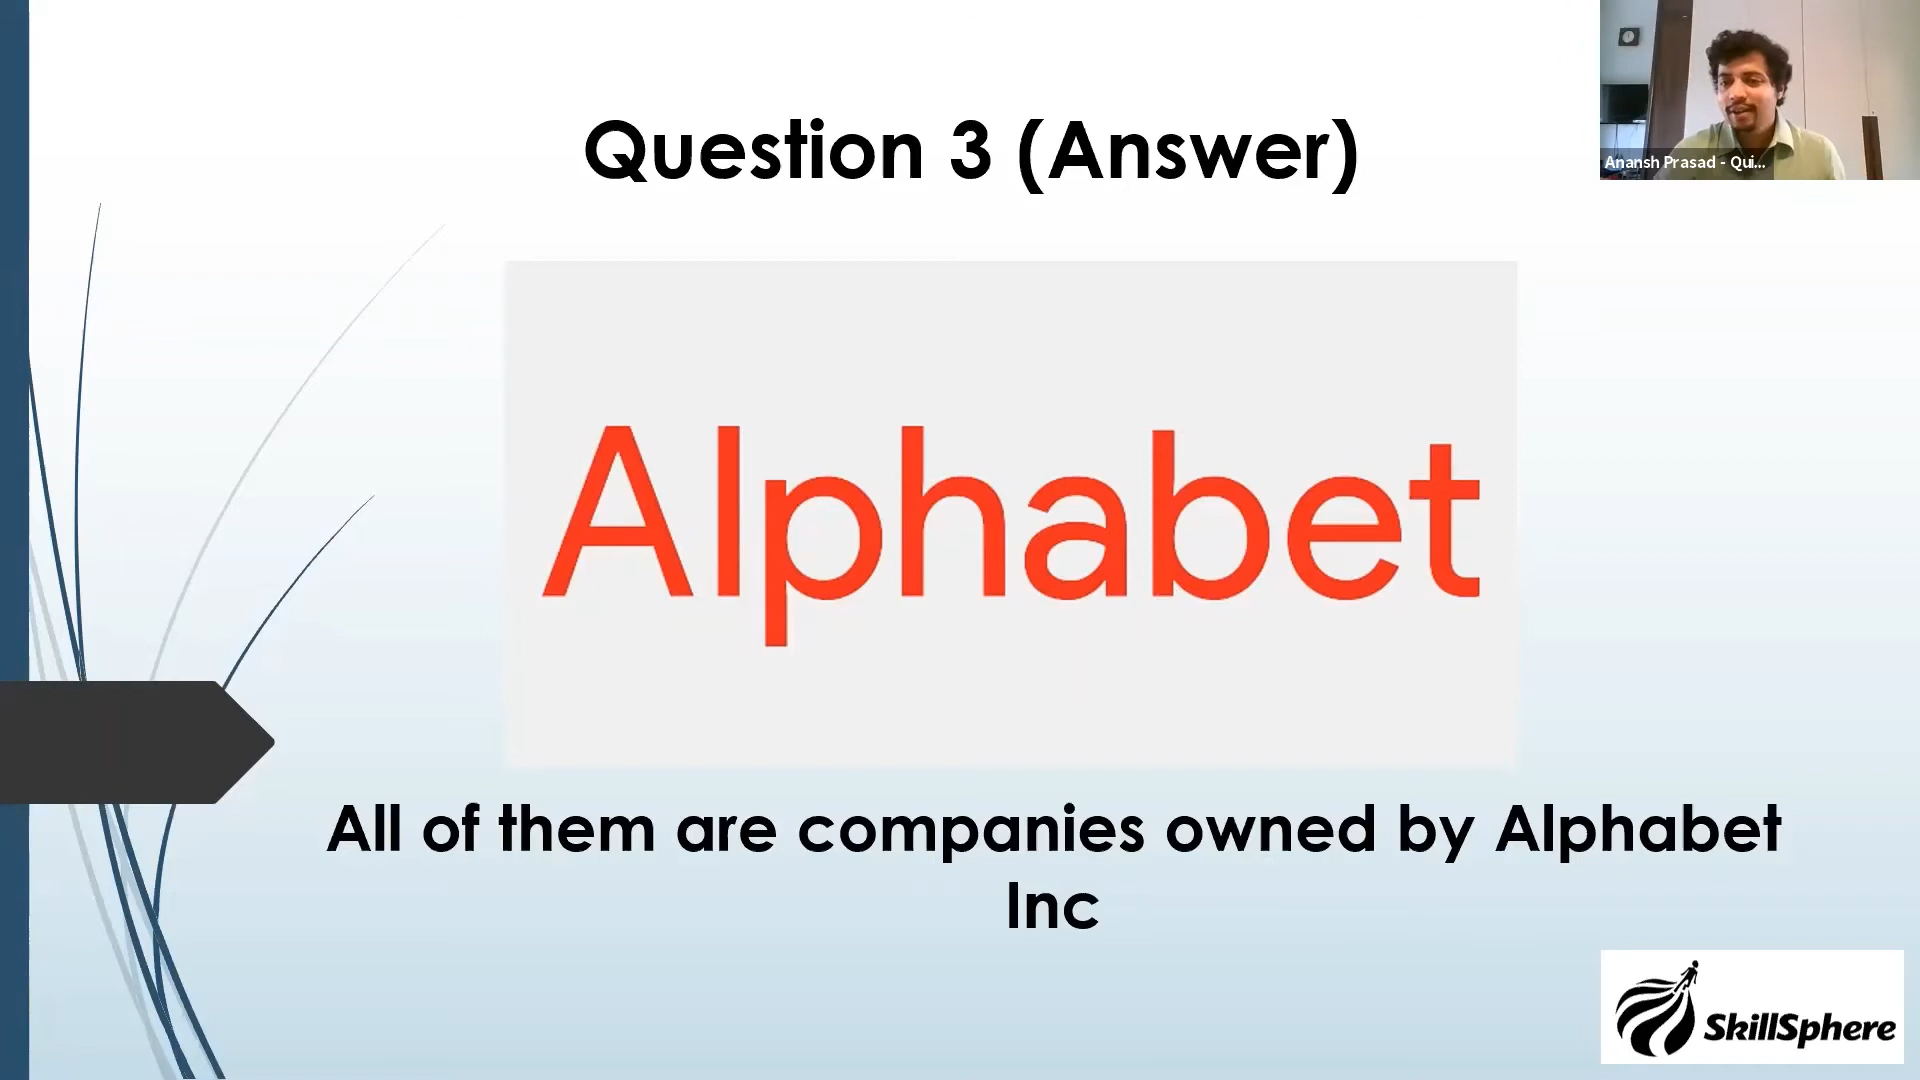 Question 3 (Answer)
Anansh Prasad - Qui...
Alphabet
All of them are companies owned by Alphabet
Inc
SkillSphere